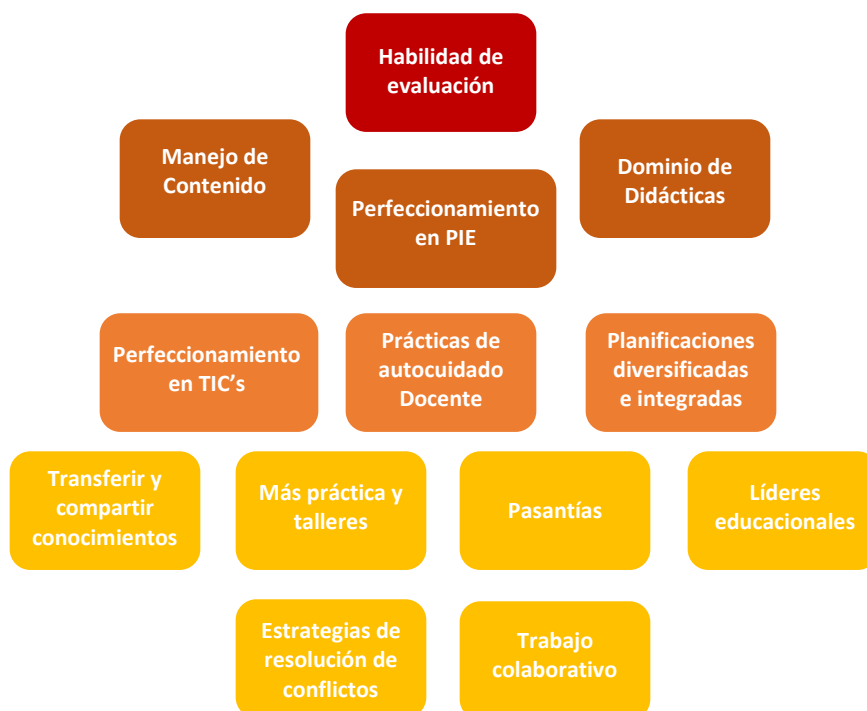 Habilidad de
evaluación
Manejo de
Contenido
Perfeccionamiento
en PIE
Dominio de
Didácticas
Perfeccionamiento
en TIC's
Prácticas de
autocuidado
Docente
Planificaciones
diversificadas
e integradas
Transferir y
compartir
conocimientos
Más práctica y
talleres
Pasantías
Líderes
educacionales
Estrategias de
resolución de
conflictos
Trabajo
colaborativo